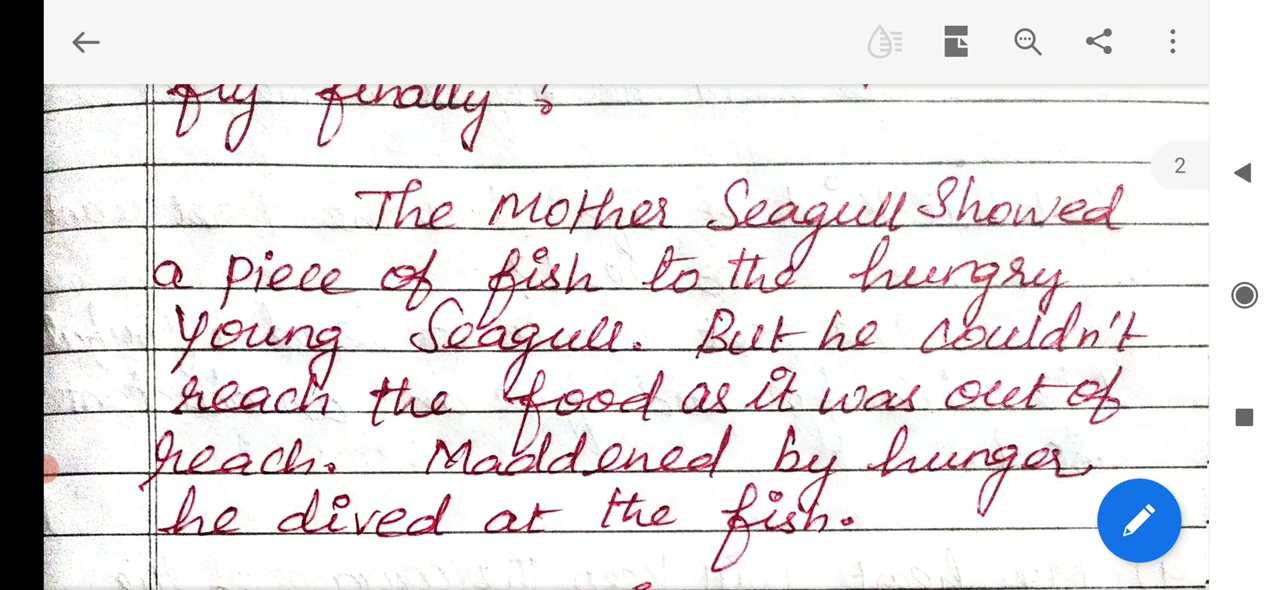 fly finally ?
2
The Mother Seagull Showed
a piece of fish to the hungry
young Seagull. But he couldn't
reach the food as it was out of
reach. Maddened by hunger,
he dived at the fish.